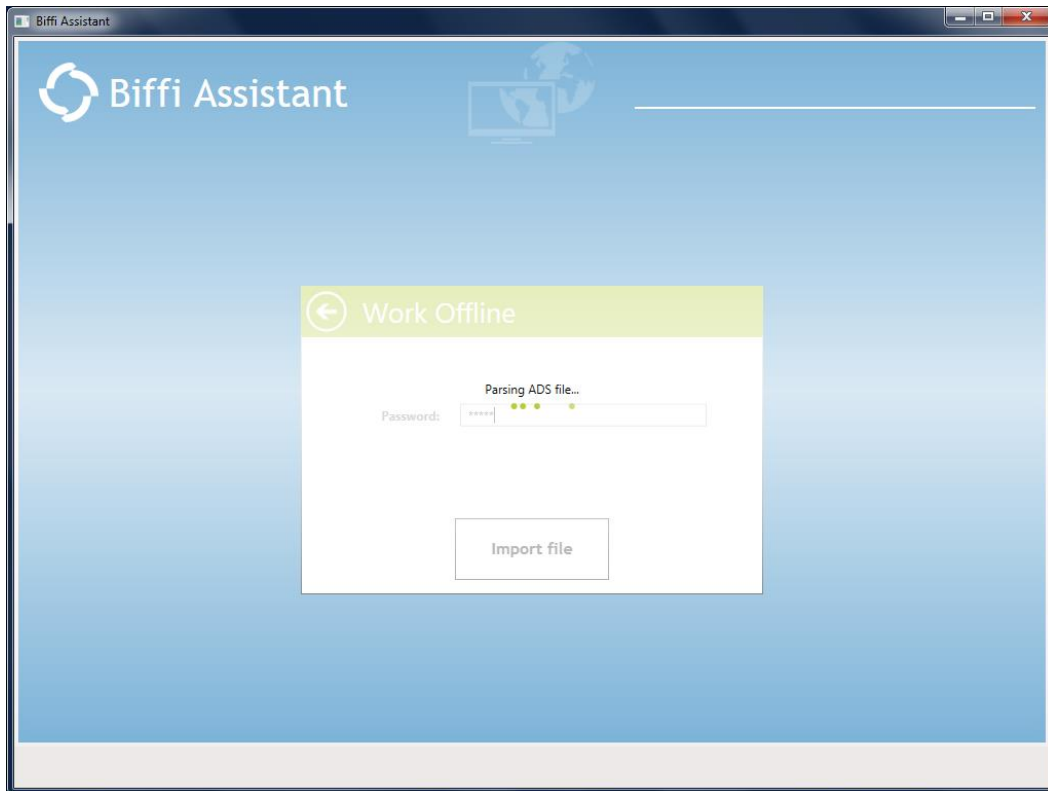 Biffi Assistant
Biffi Assistant
Work Offline
Parsing ADS file...
Password: *****
Import file